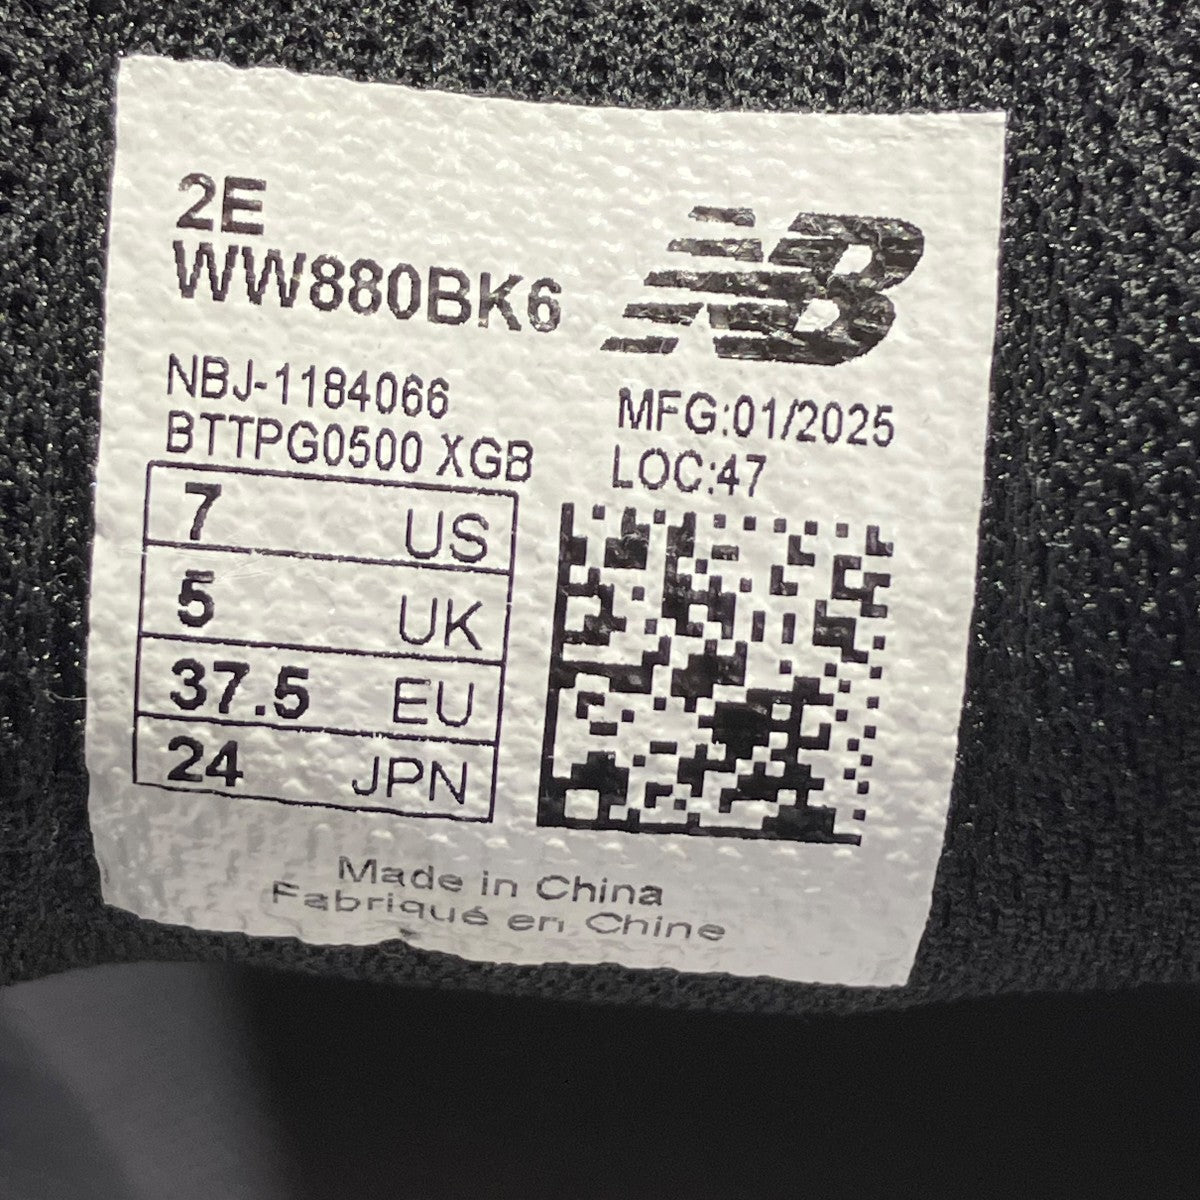 2E
WW880BK6
NB
NBJ-1184066
BTTPG0500 XGB
MFG:01/2025
LOC:47
7 US
5 UK
37.5 EU
24 JPN
Made in China
Fabriqué en Chine